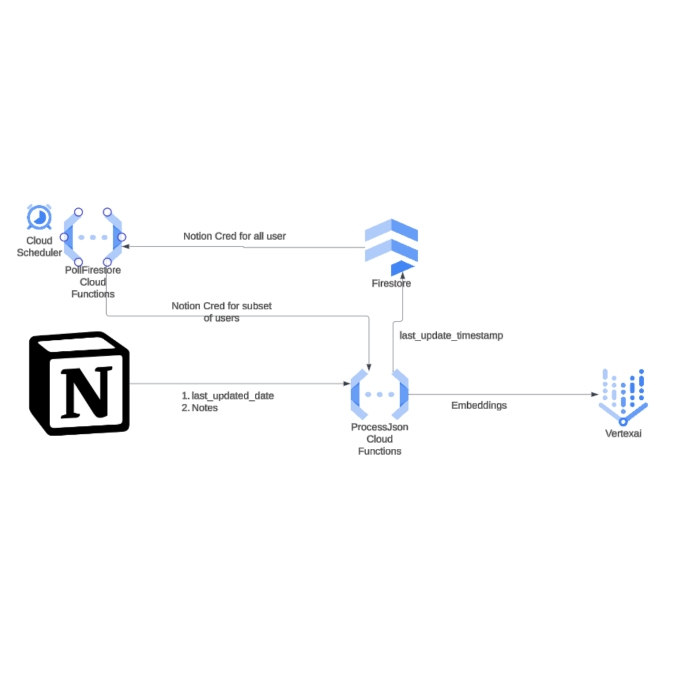 Cloud
Scheduler
PollFirestore
Cloud
Functions
Notion Cred for all user
Firestore
Notion Cred for subset
of users
last_update_timestamp
N
1. last_updated_date
2. Notes
ProcessJson
Cloud
Functions
Embeddings
Vertexai